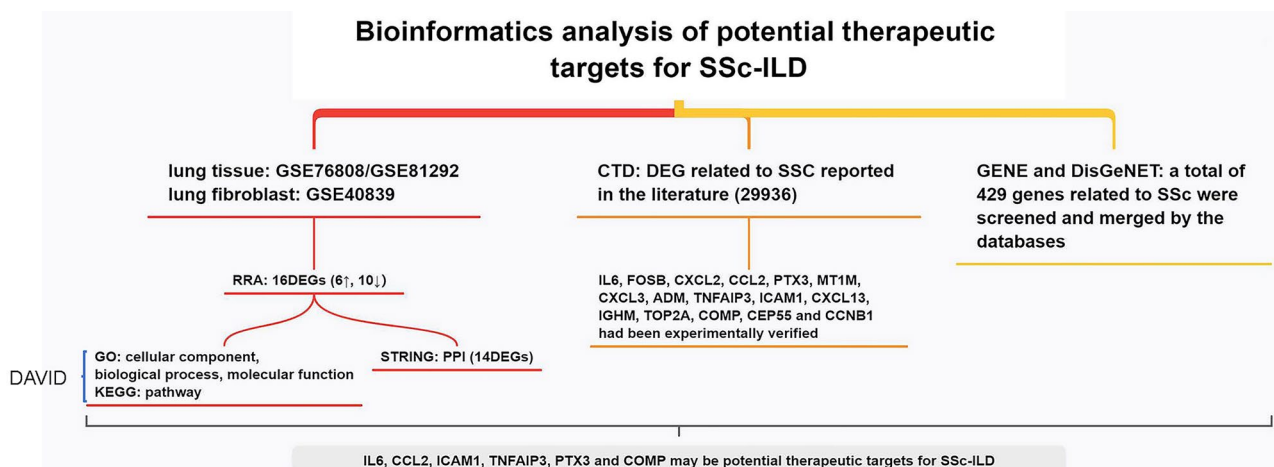 Bioinformatics analysis of potential therapeutic
targets for SSc-ILD
lung tissue: GSE76808/GSE81292
lung fibroblast: GSE40839
CTD: DEG related to SSC reported
in the literature (29936)
GENE and DisGeNET: a total of
429 genes related to SSc were
screened and merged by the
databases
RRA: 16DEGs (6↑, 10↓)
IL6, FOSB, CXCL2, CCL2, PTX3, MT1M,
CXCL3, ADM, TNFAIP3, ICAM1, CXCL13,
IGHM, TOP2A, COMP, CEP55 and CCNB1
had been experimentally verified
DAVID
GO: cellular component,
biological process, molecular function
KEGG: pathway
STRING: PPI (14DEGs)
IL6, CCL2, ICAM1, TNFAIP3, PTX3 and COMP may be potential therapeutic targets for SSc-ILD